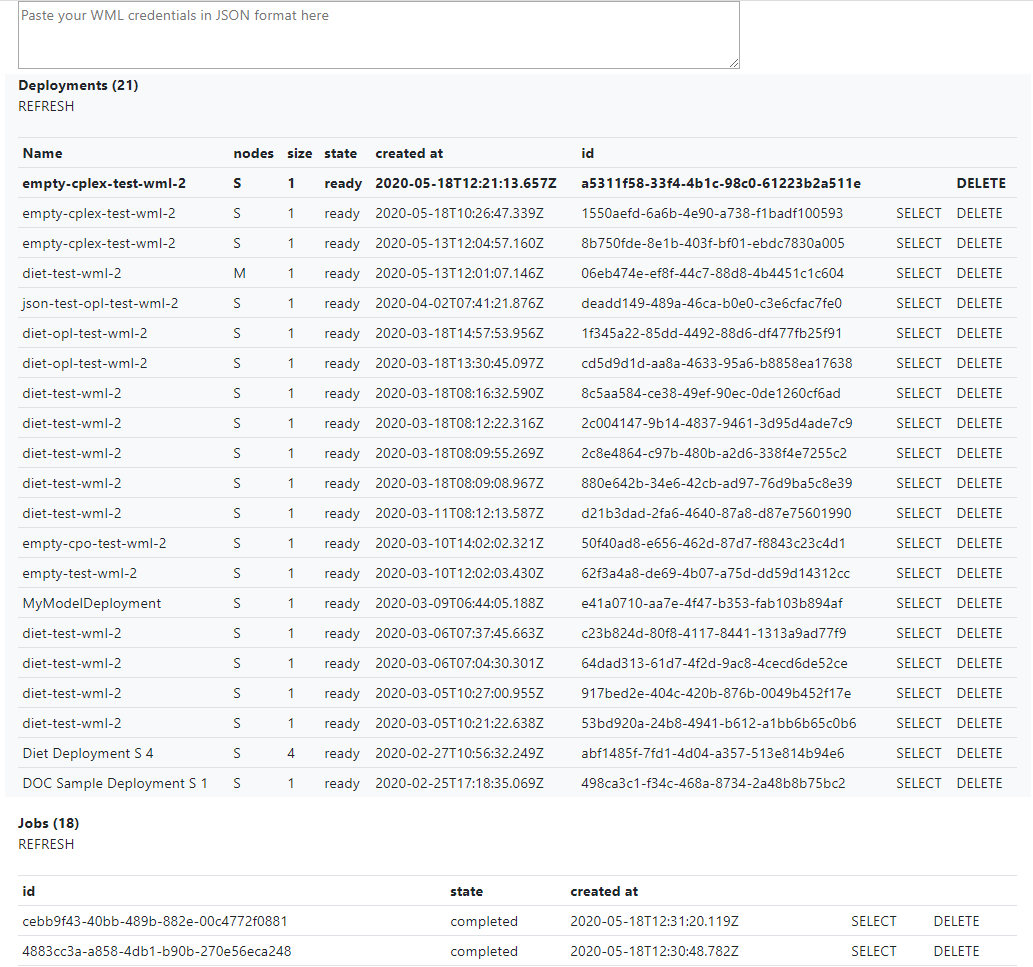 Paste your WML credentials in JSON format here
Deployments (21)
REFRESH
Name nodes size state created at id
empty-cplex-test-wml-2 S 1 ready 2020-05-18T12:21:13.657Z a5311f58-33f4-4b1c-98c0-61223b2a511e DELETE
empty-cplex-test-wml-2 S 1 ready 2020-05-18T10:26:47.339Z 1550aefd-6a6b-4e90-a738-f1badf100593 SELECT DELETE
empty-cplex-test-wml-2 S 1 ready 2020-05-13T12:04:57.160Z 8b750fde-8e1b-403f-bf01-ebdc7830a005 SELECT DELETE
diet-test-wml-2 M 1 ready 2020-05-13T12:01:07.146Z 06eb474e-ef8f-44c7-88d8-4b4451c1c604 SELECT DELETE
json-test-opl-test-wml-2 S 1 ready 2020-04-02T07:41:21.876Z deadd149-489a-46ca-b0e0-c3e6cfac7fe0 SELECT DELETE
diet-opl-test-wml-2 S 1 ready 2020-03-18T14:57:53.956Z 1f345a22-85dd-4492-88d6-df477fb25f91 SELECT DELETE
diet-opl-test-wml-2 S 1 ready 2020-03-18T13:30:45.097Z cd5d9d1d-aa8a-4633-95a6-b8858ea17638 SELECT DELETE
diet-test-wml-2 S 1 ready 2020-03-18T08:16:32.590Z 8c5aa584-ce38-49ef-90ec-0de1260cf6ad SELECT DELETE
diet-test-wml-2 S 1 ready 2020-03-18T08:12:22.316Z 2c004147-9b14-4837-9461-3d95d4ade7c9 SELECT DELETE
diet-test-wml-2 S 1 ready 2020-03-18T08:09:55.269Z 2c8e4864-c97b-480b-a2d6-338f4e7255c2 SELECT DELETE
diet-test-wml-2 S 1 ready 2020-03-18T08:09:08.967Z 880e642b-34e6-42cb-ad97-76d9ba5c8e39 SELECT DELETE
diet-test-wml-2 S 1 ready 2020-03-11T08:12:13.587Z d21b3dad-2fa6-4640-87a8-d87e75601990 SELECT DELETE
empty-cpo-test-wml-2 S 1 ready 2020-03-10T14:02:02.321Z 50f40ad8-e656-462d-87d7-f8843c23c4d1 SELECT DELETE
empty-test-wml-2 S 1 ready 2020-03-10T12:02:03.430Z 62f3a4a8-de69-4b07-a75d-dd59d14312cc SELECT DELETE
MyModelDeployment S 1 ready 2020-03-09T06:44:05.188Z e41a0710-aa7e-4f47-b353-fab103b894af SELECT DELETE
diet-test-wml-2 S 1 ready 2020-03-06T07:37:45.663Z c23b824d-80f8-4117-8441-1313a9ad77f9 SELECT DELETE
diet-test-wml-2 S 1 ready 2020-03-06T07:04:30.301Z 64dad313-61d7-4f2d-9ac8-4cecd6de52ce SELECT DELETE
diet-test-wml-2 S 1 ready 2020-03-05T10:27:00.955Z 917bed2e-404c-420b-876b-0049b452f17e SELECT DELETE
diet-test-wml-2 S 1 ready 2020-03-05T10:21:22.638Z 53bd920a-24b8-4941-b612-a1bb6b65c0b6 SELECT DELETE
Diet Deployment S 4 S 4 ready 2020-02-27T10:56:32.249Z abf1485f-7fd1-4d04-a357-513e814b94e6 SELECT DELETE
DOC Sample Deployment S 1 S 1 ready 2020-02-25T17:18:35.069Z 498ca3c1-f34c-468a-8734-2a48b8b75bc2 SELECT DELETE
Jobs (18)
REFRESH
id state created at
cebb9f43-40bb-489b-882e-00c4772f0881 completed 2020-05-18T12:31:20.119Z SELECT DELETE
4883cc3a-a858-4db1-b90b-270e56eca248 completed 2020-05-18T12:30:48.782Z SELECT DELETE